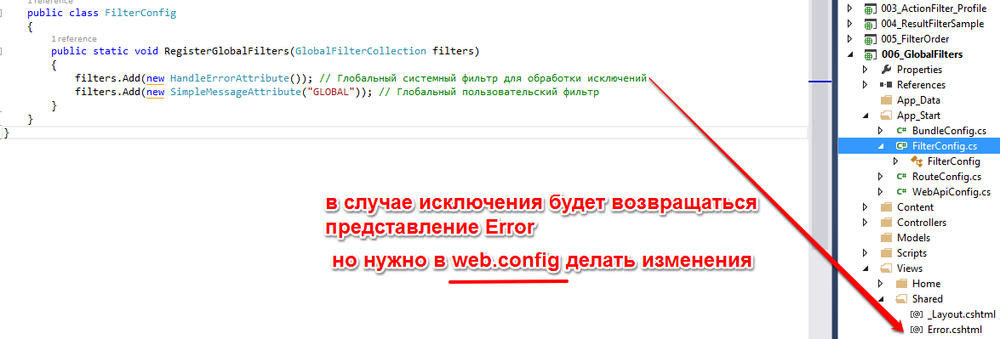 1 reference
public class FilterConfig
{
1 reference
public static void RegisterGlobalFilters(GlobalFilterCollection filters)
{
filters.Add(new HandleErrorAttribute()); // Глобальный системный фильтр для обработки исключений
filters.Add(new SimpleMessageAttribute("GLOBAL")); // Глобальный пользовательский фильтр
}
}
}
в случае исключения будет возвращаться
представление Error
но нужно в web.config делать изменения
003_ActionFilter_Profile
004_ResultFilterSample
005_FilterOrder
006_GlobalFilters
Properties
References
App_Data
App_Start
C# BundleConfig.cs
C# FilterConfig.cs
FilterConfig
C# RouteConfig.cs
C# WebApiConfig.cs
Content
Controllers
Models
Scripts
Views
Home
Shared
[@] _Layout.cshtml
[@] Error.cshtml